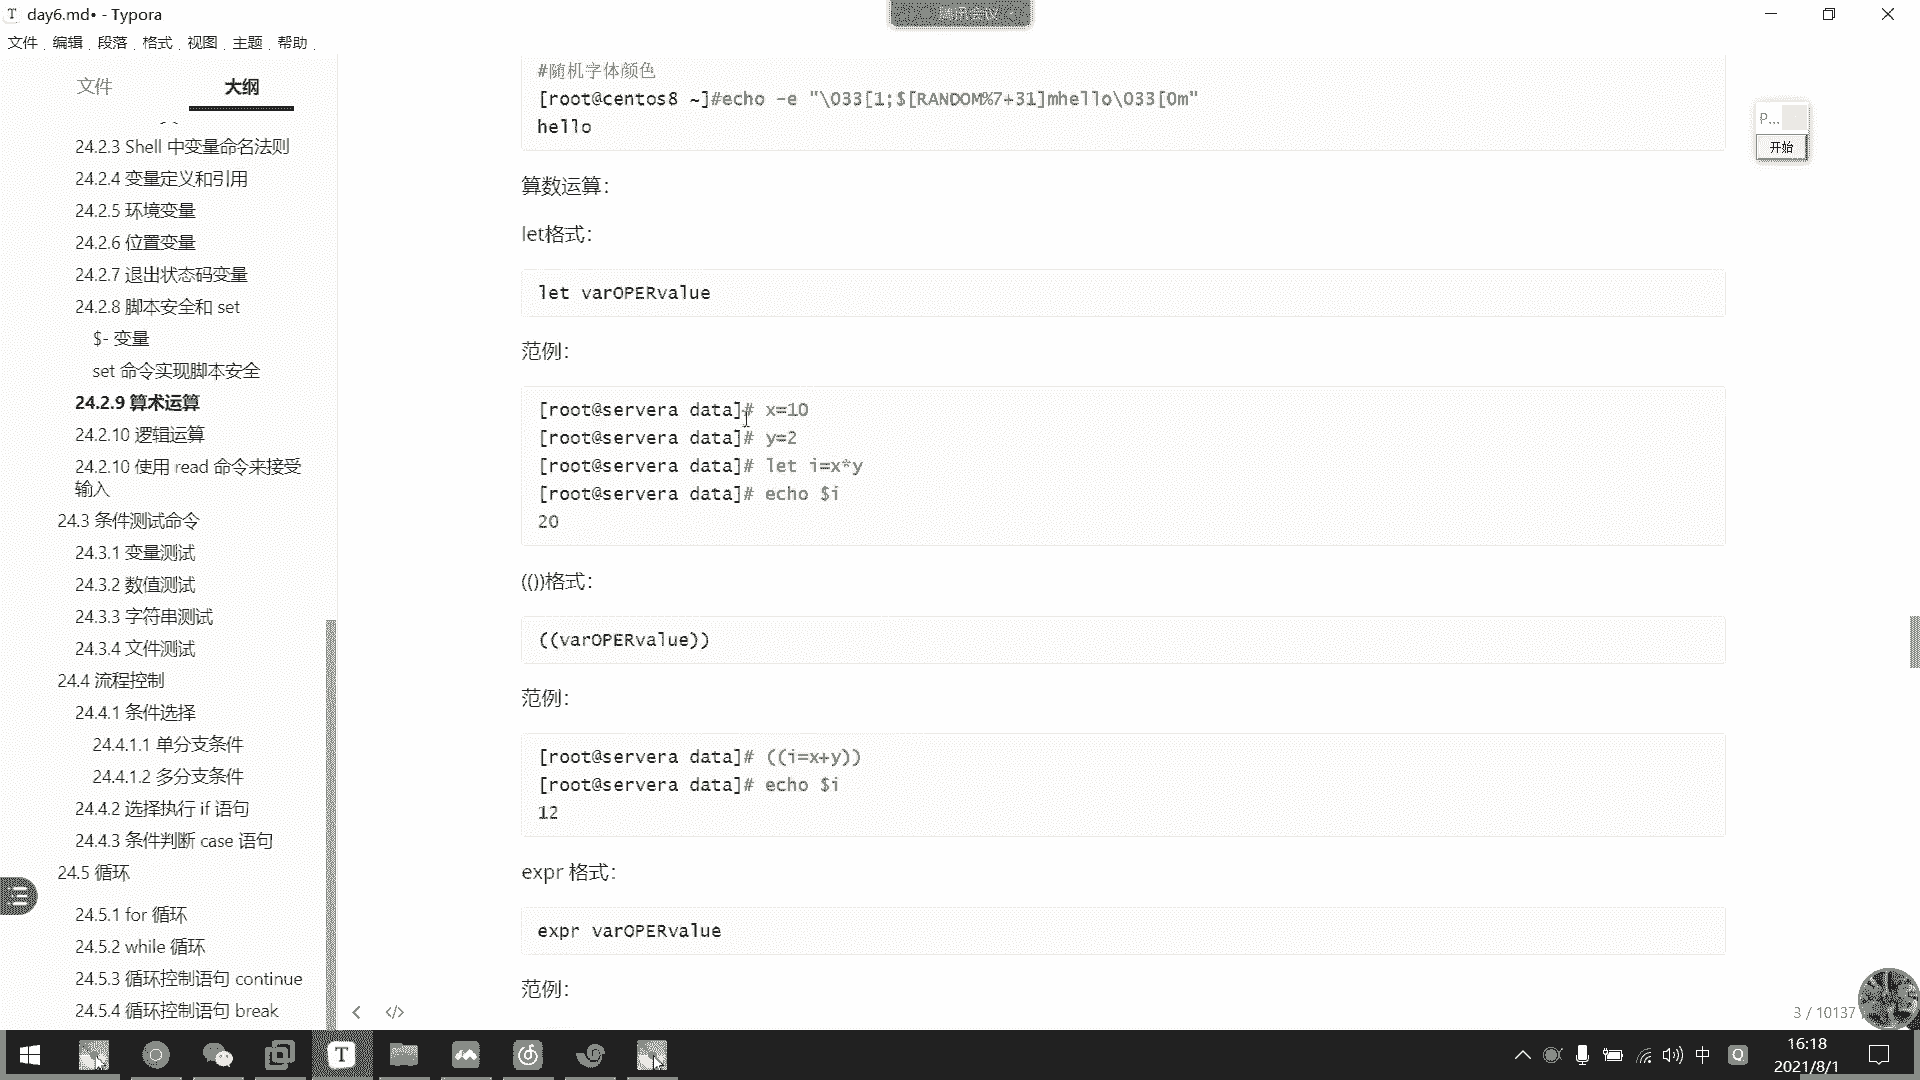 day6.md• - Typora
腾讯会议
文件 编辑 段落 格式 视图 主题 帮助
文件 大纲
24.2.3 Shell 中变量命名法则
24.2.4 变量定义和引用
24.2.5 环境变量
24.2.6 位置变量
24.2.7 退出状态码变量
24.2.8 脚本安全和 set
$- 变量
set 命令实现脚本安全
24.2.9 算术运算
24.2.10 逻辑运算
24.2.10 使用 read 命令来接受
输入
24.3 条件测试命令
24.3.1 变量测试
24.3.2 数值测试
24.3.3 字符串测试
24.3.4 文件测试
24.4 流程控制
24.4.1 条件选择
24.4.1.1 单分支条件
24.4.1.2 多分支条件
24.4.2 选择执行 if 语句
24.4.3 条件判断 case 语句
24.5 循环
24.5.1 for 循环
24.5.2 while 循环
24.5.3 循环控制语句 continue
24.5.4 循环控制语句 break
#随机字体颜色
[root@centos8 ~]#echo -e "\033[1;$[RANDOM%7+31]mhello\033[0m"
hello
算数运算：
let格式：
let varOPERvalue
范例：
[root@servera data]# x=10
[root@servera data]# y=2
[root@servera data]# let i=x*y
[root@servera data]# echo $i
20
(())格式：
((varOPERvalue))
范例：
[root@servera data]# ((i=x+y))
[root@servera data]# echo $i
12
expr 格式：
expr varOPERvalue
范例：
P...
开始
</>
3 / 10137
中
16:18
2021/8/1